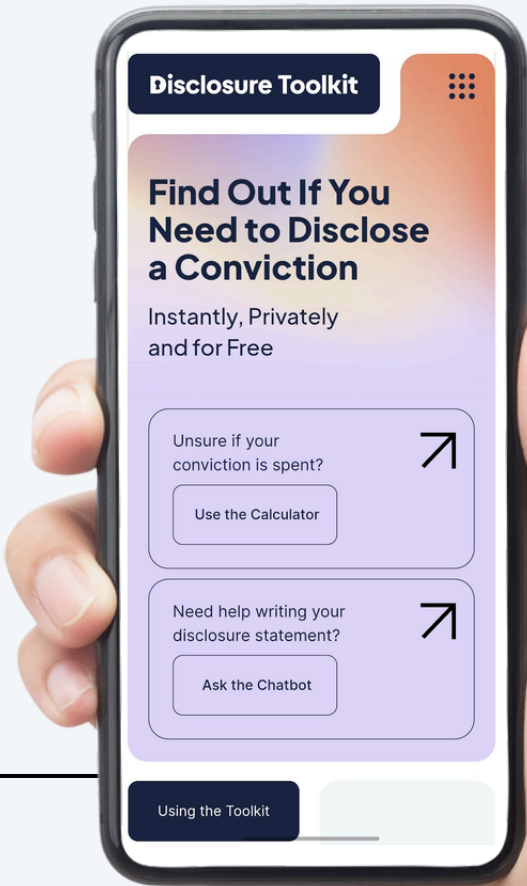 Disclosure Toolkit
Find Out If You
Need to Disclose
a Conviction
Instantly, Privately
and for Free
Unsure if your
conviction is spent?
Use the Calculator
Need help writing your
disclosure statement?
Ask the Chatbot
Using the Toolkit